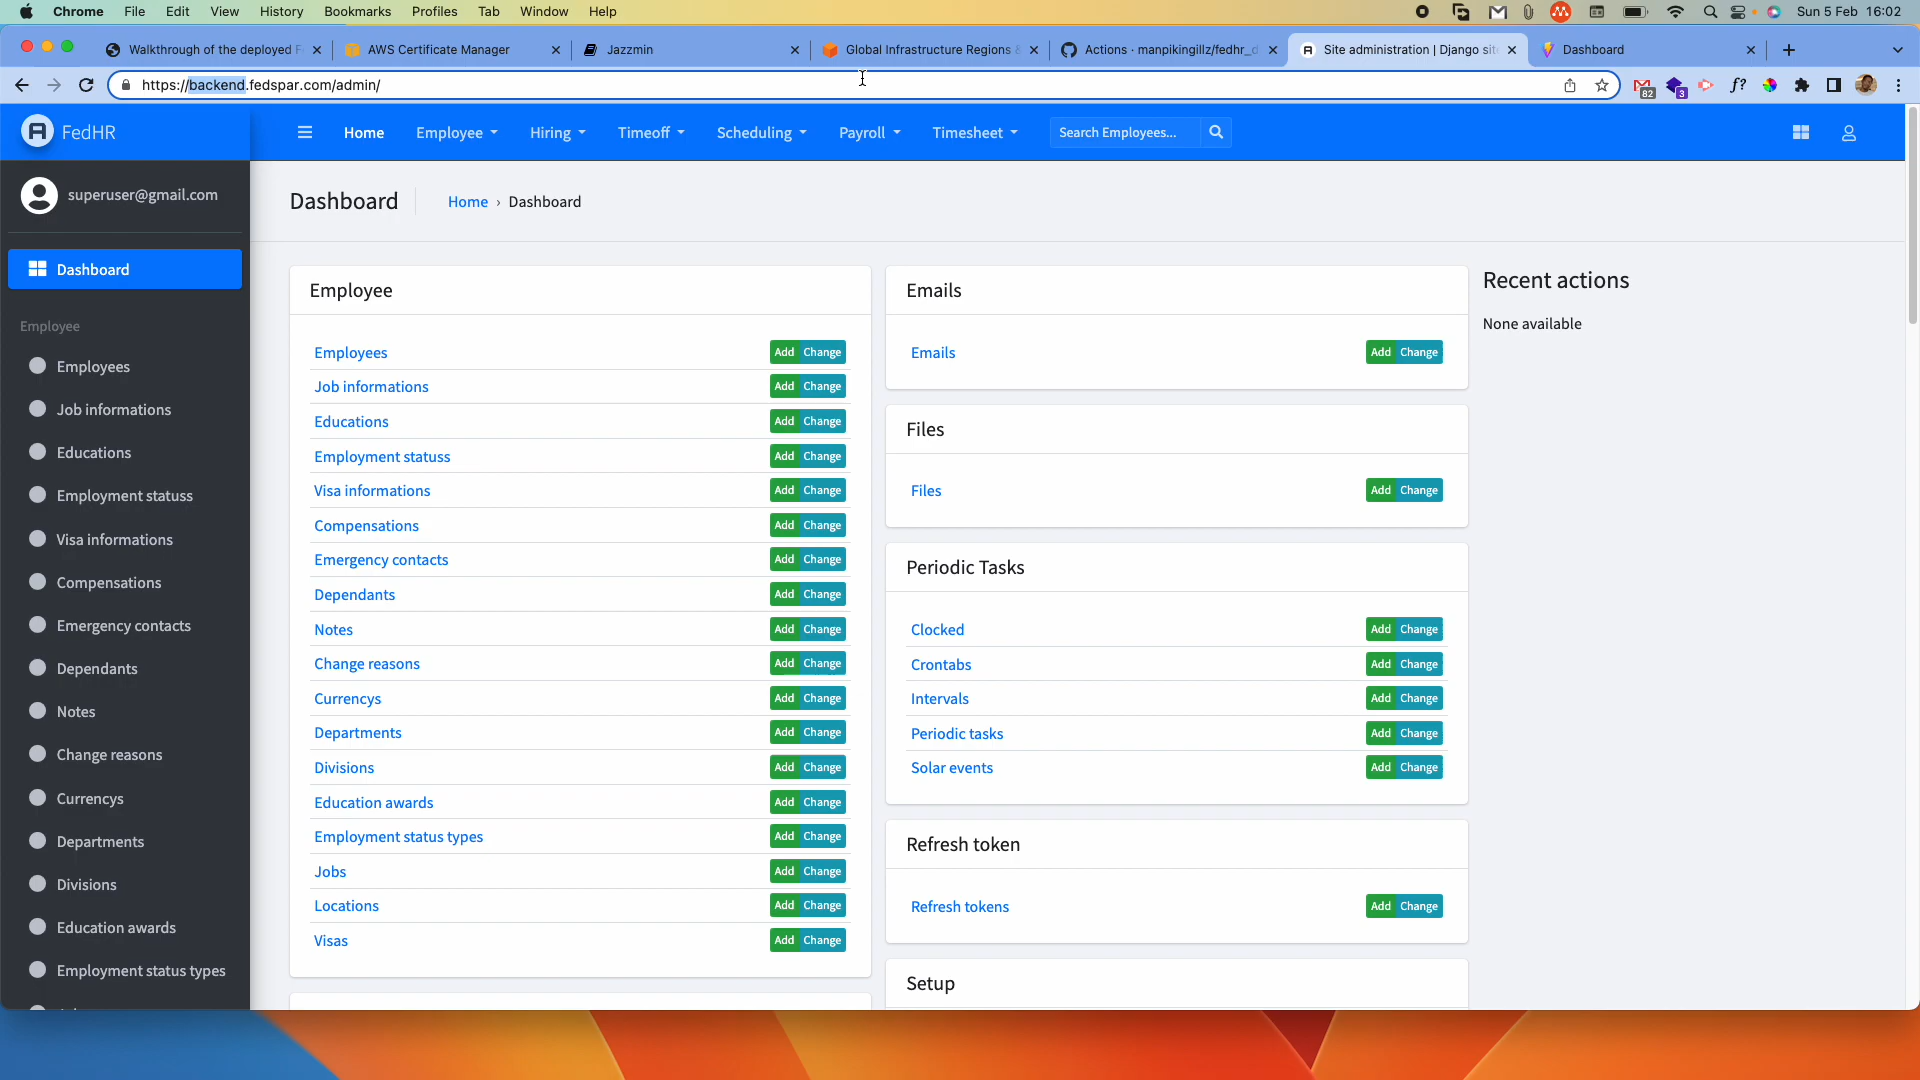 Chrome File Edit View History Bookmarks Profiles Tab Window Help Sun 5 Feb 16:02
Walkthrough of the deployed F AWS Certificate Manager Jazzmin Global Infrastructure Regions & Actions · manpikingillz/fedhr_d Site administration | Django sit Dashboard
https://backend.fedspar.com/admin/
82 3
FedHR
Home Employee Hiring Timeoff Scheduling Payroll Timesheet Search Employees...
superuser@gmail.com
Dashboard
Employee
Employees
Job informations
Educations
Employment statuss
Visa informations
Compensations
Emergency contacts
Dependants
Notes
Change reasons
Currencys
Departments
Divisions
Education awards
Employment status types
Dashboard Home › Dashboard
Employee
Employees Add Change
Job informations Add Change
Educations Add Change
Employment statuss Add Change
Visa informations Add Change
Compensations Add Change
Emergency contacts Add Change
Dependants Add Change
Notes Add Change
Change reasons Add Change
Currencys Add Change
Departments Add Change
Divisions Add Change
Education awards Add Change
Employment status types Add Change
Jobs Add Change
Locations Add Change
Visas Add Change
Emails
Emails Add Change
Files
Files Add Change
Periodic Tasks
Clocked Add Change
Crontabs Add Change
Intervals Add Change
Periodic tasks Add Change
Solar events Add Change
Refresh token
Refresh tokens Add Change
Setup
Recent actions
None available